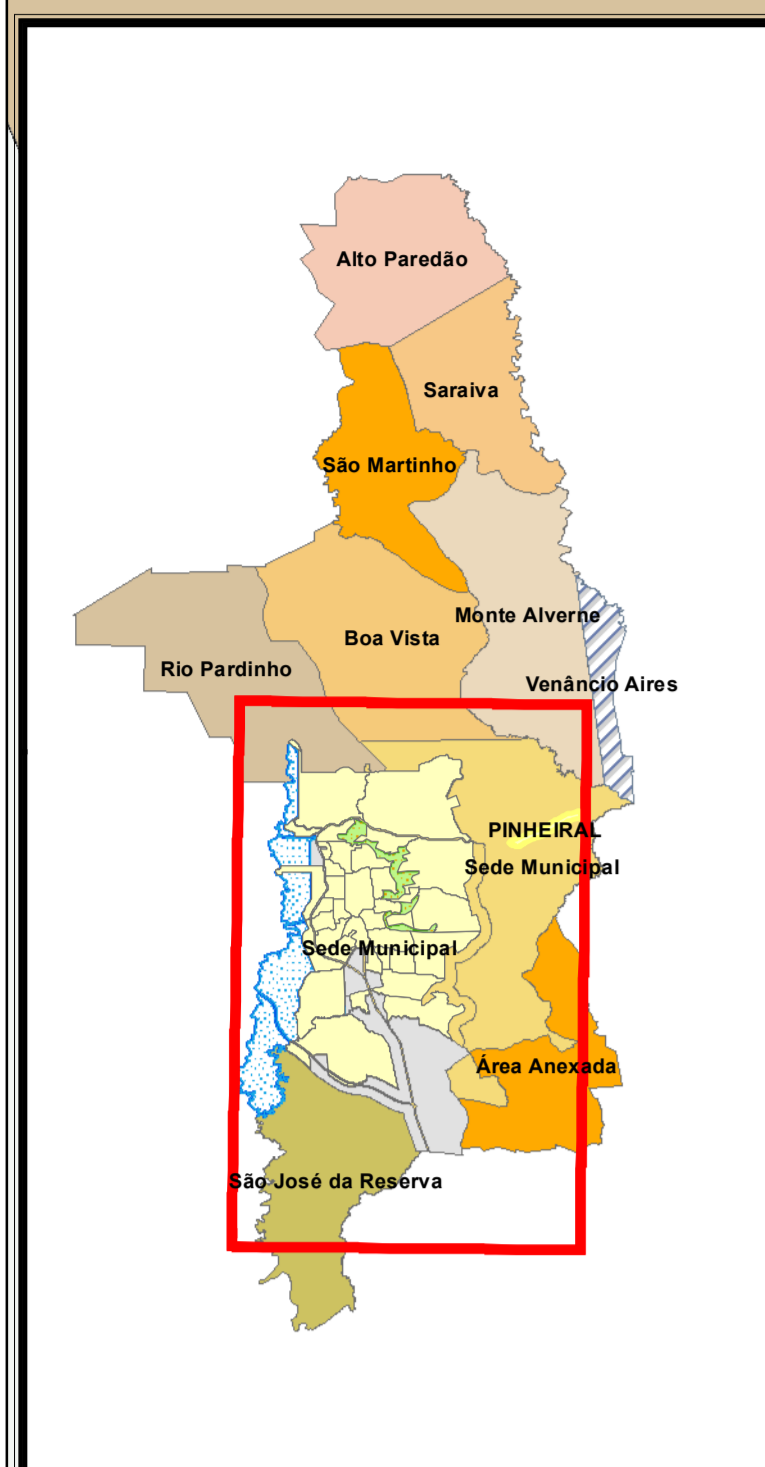 Alto Paredão
Saraiva
São Martinho
Monte Alverne
Boa Vista
Rio Pardinho
Venâncio Aires
PINHEIRAL
Sede Municipal
Sede Municipal
Área Anexada
São José da Reserva